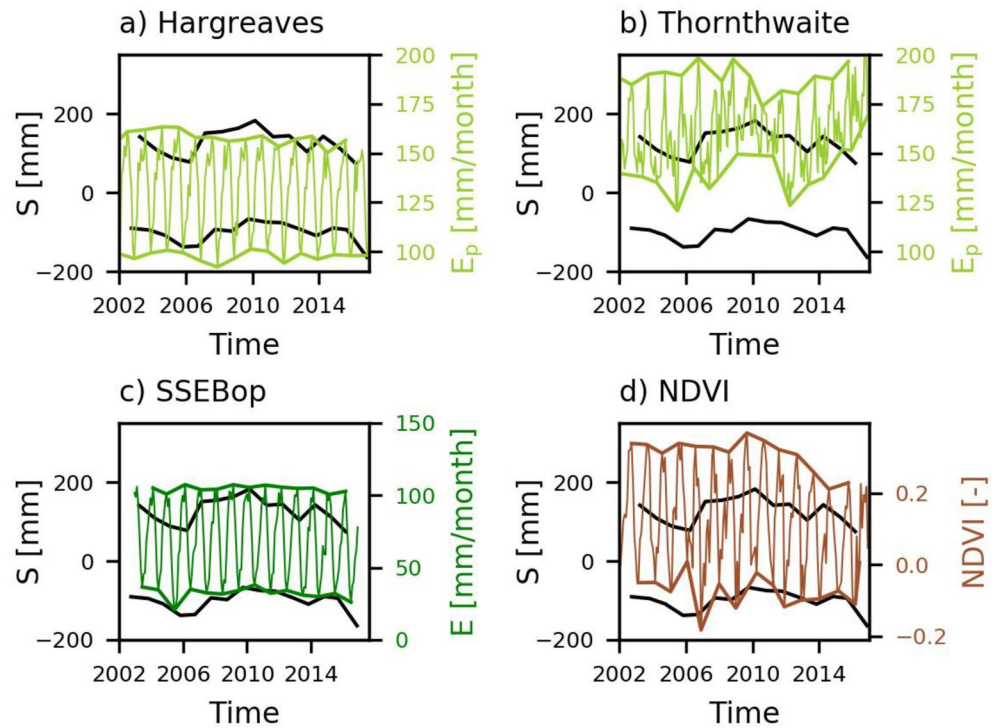 a) Hargreaves
b) Thornthwaite
S [mm]
200
0
−200
200
175
150
125
100
Ep [mm/month]
2002 2006 2010 2014
Time
S [mm]
200
0
−200
200
175
150
125
100
Ep [mm/month]
2002 2006 2010 2014
Time
c) SSEBop
d) NDVI
S [mm]
200
0
−200
150
100
50
0
E [mm/month]
2002 2006 2010 2014
Time
S [mm]
200
0
−200
0.2
0.0
−0.2
NDVI [-]
2002 2006 2010 2014
Time